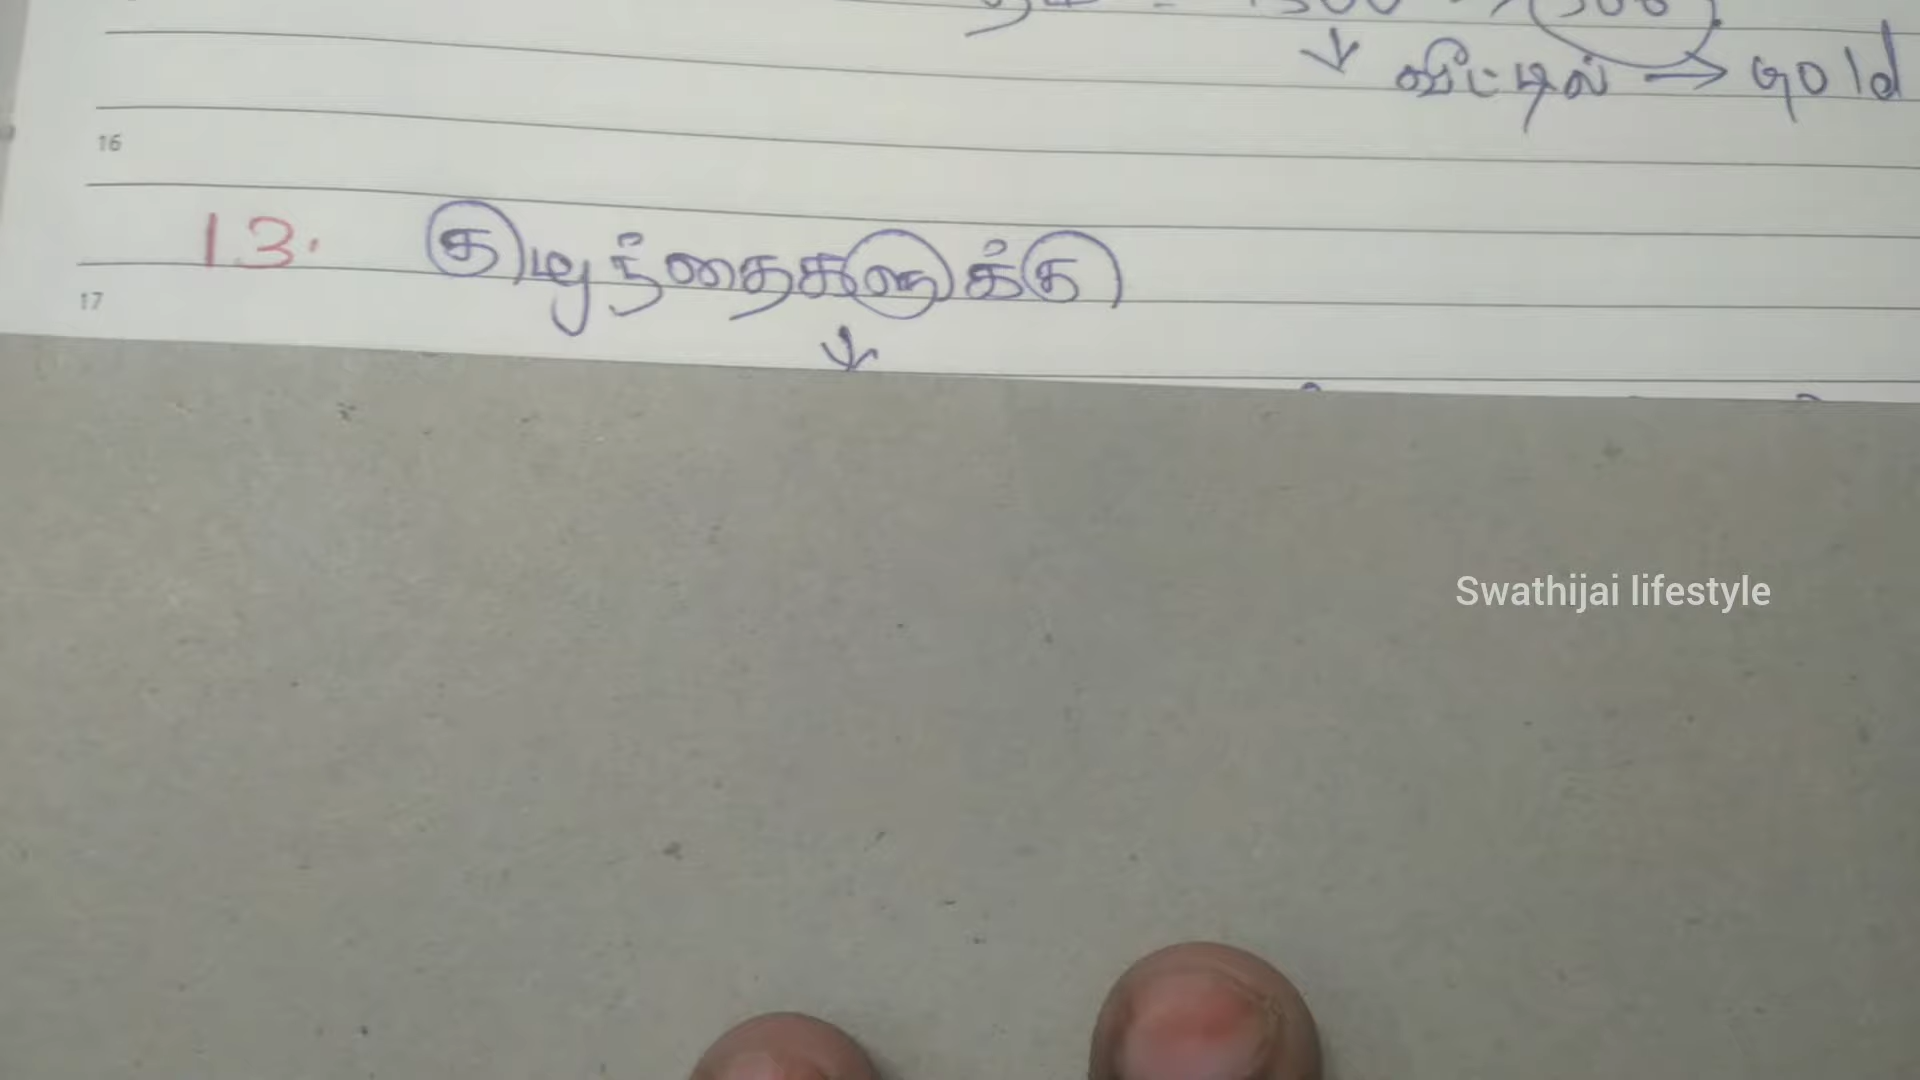 ↓ வீட்டில் → Gold
16
13. குழந்தைகளுக்கு
17
↓
Swathijai lifestyle